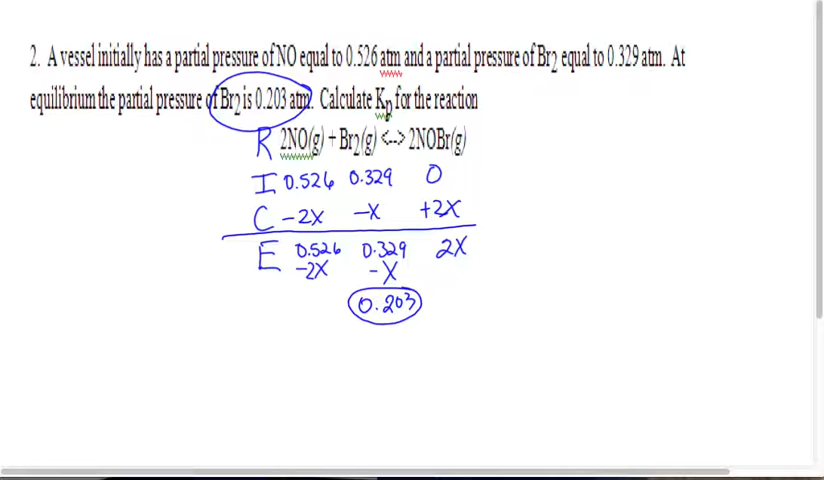 2. A vessel initially has a partial pressure of NO equal to 0.526 atm and a partial pressure of Br2 equal to 0.329 atm. At
equilibrium the partial pressure of Br2 is 0.203 atm. Calculate Kp for the reaction
R 2NO(g) + Br2(g) <--> 2NOBr(g)
I 0.526 0.329 0
C -2X -X +2X
E 0.526 0.329 2X
-2X -X
0.203